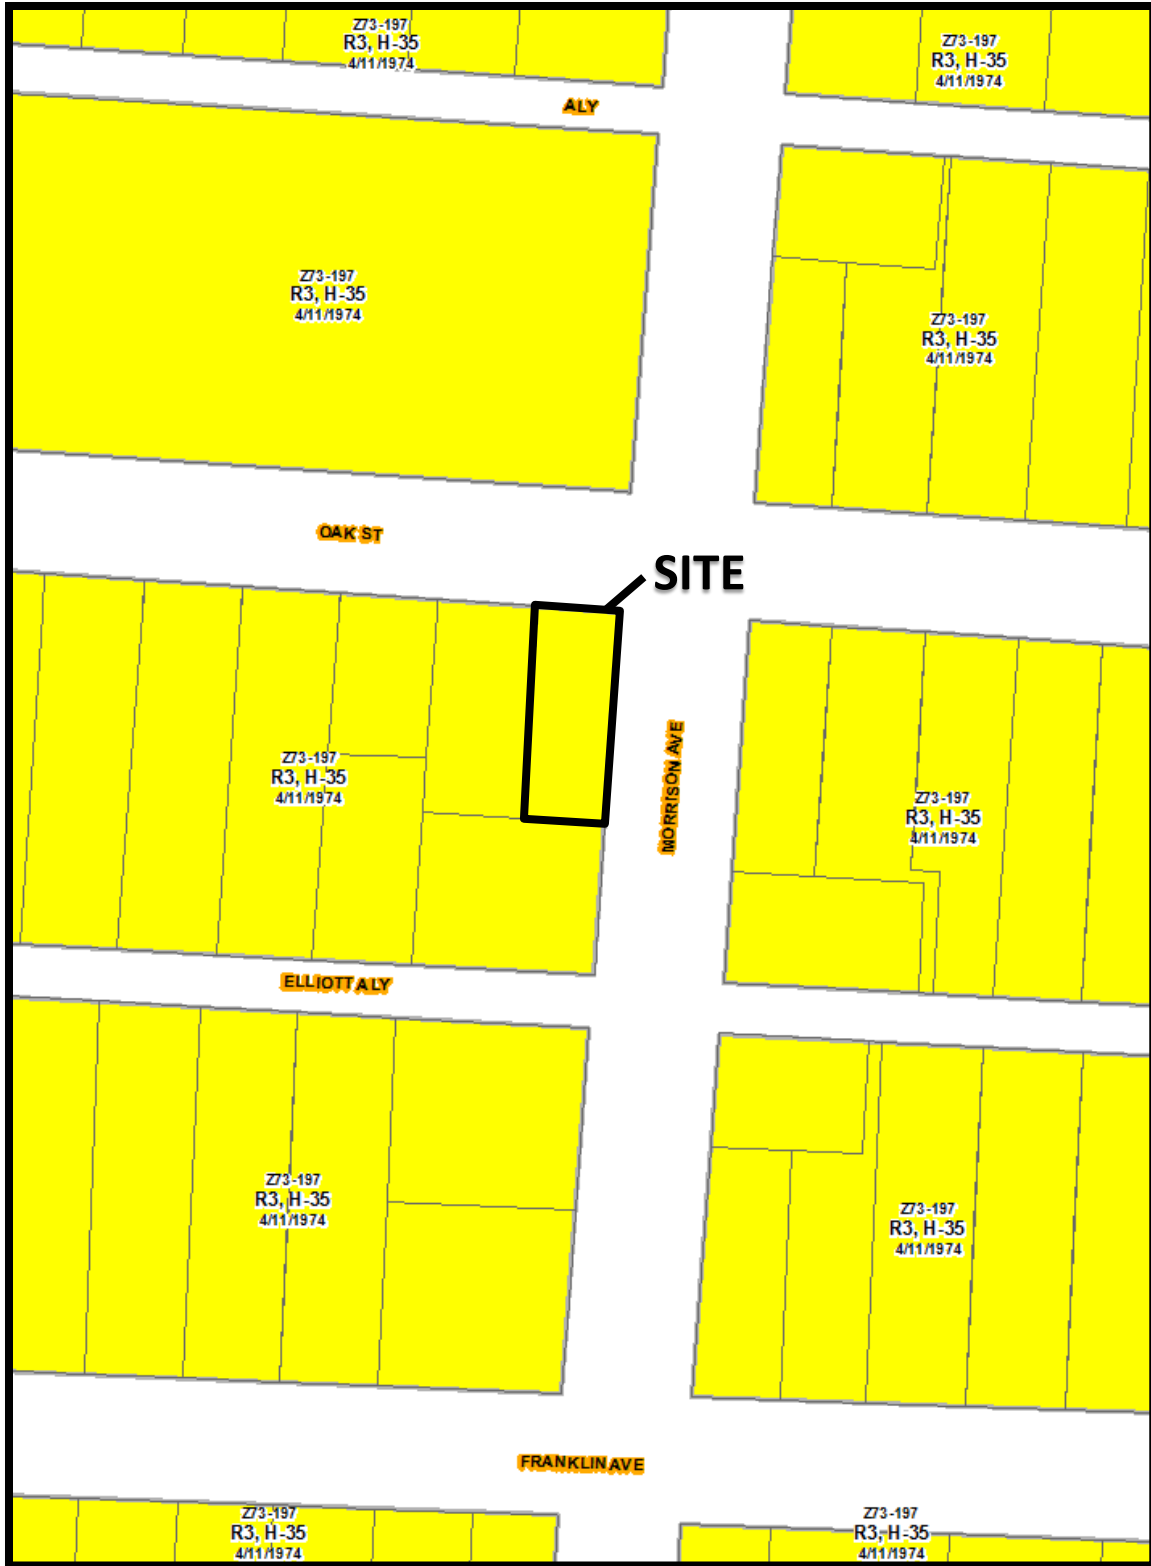 Z73-197
R3, H-35
4/11/1974
Z73-197
R3, H-35
4/11/1974
ALY
Z73-197
R3, H-35
4/11/1974
Z73-197
R3, H-35
4/11/1974
OAK ST
SITE
MORRISON AVE
Z73-197
R3, H-35
4/11/1974
Z73-197
R3, H-35
4/11/1974
ELLIOTT ALY
Z73-197
R3, H-35
4/11/1974
Z73-197
R3, H-35
4/11/1974
FRANKLIN AVE
Z73-197
R3, H-35
4/11/1974
Z73-197
R3, H-35
4/11/1974